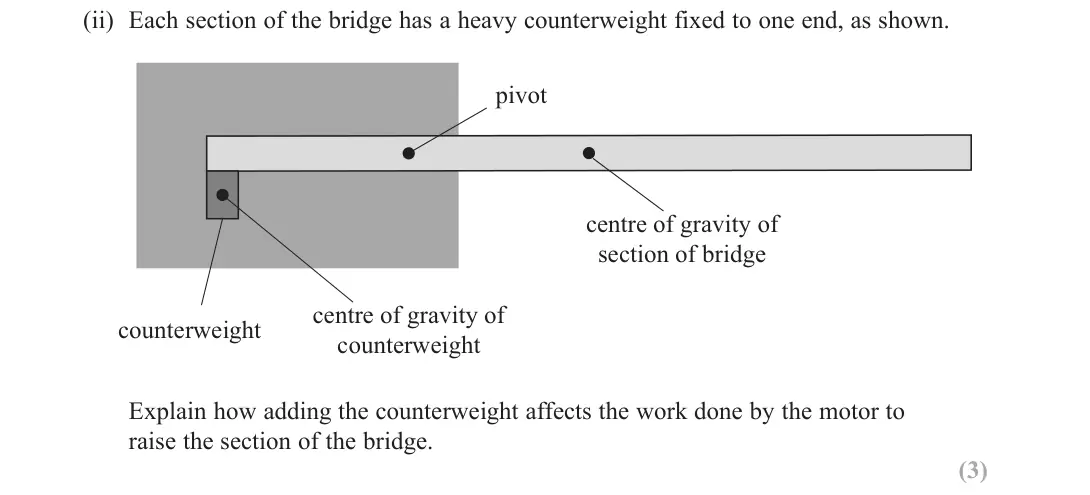 (ii) Each section of the bridge has a heavy counterweight fixed to one end, as shown.
pivot
centre of gravity of
section of bridge
centre of gravity of
counterweight
counterweight
Explain how adding the counterweight affects the work done by the motor to
raise the section of the bridge.
(3)